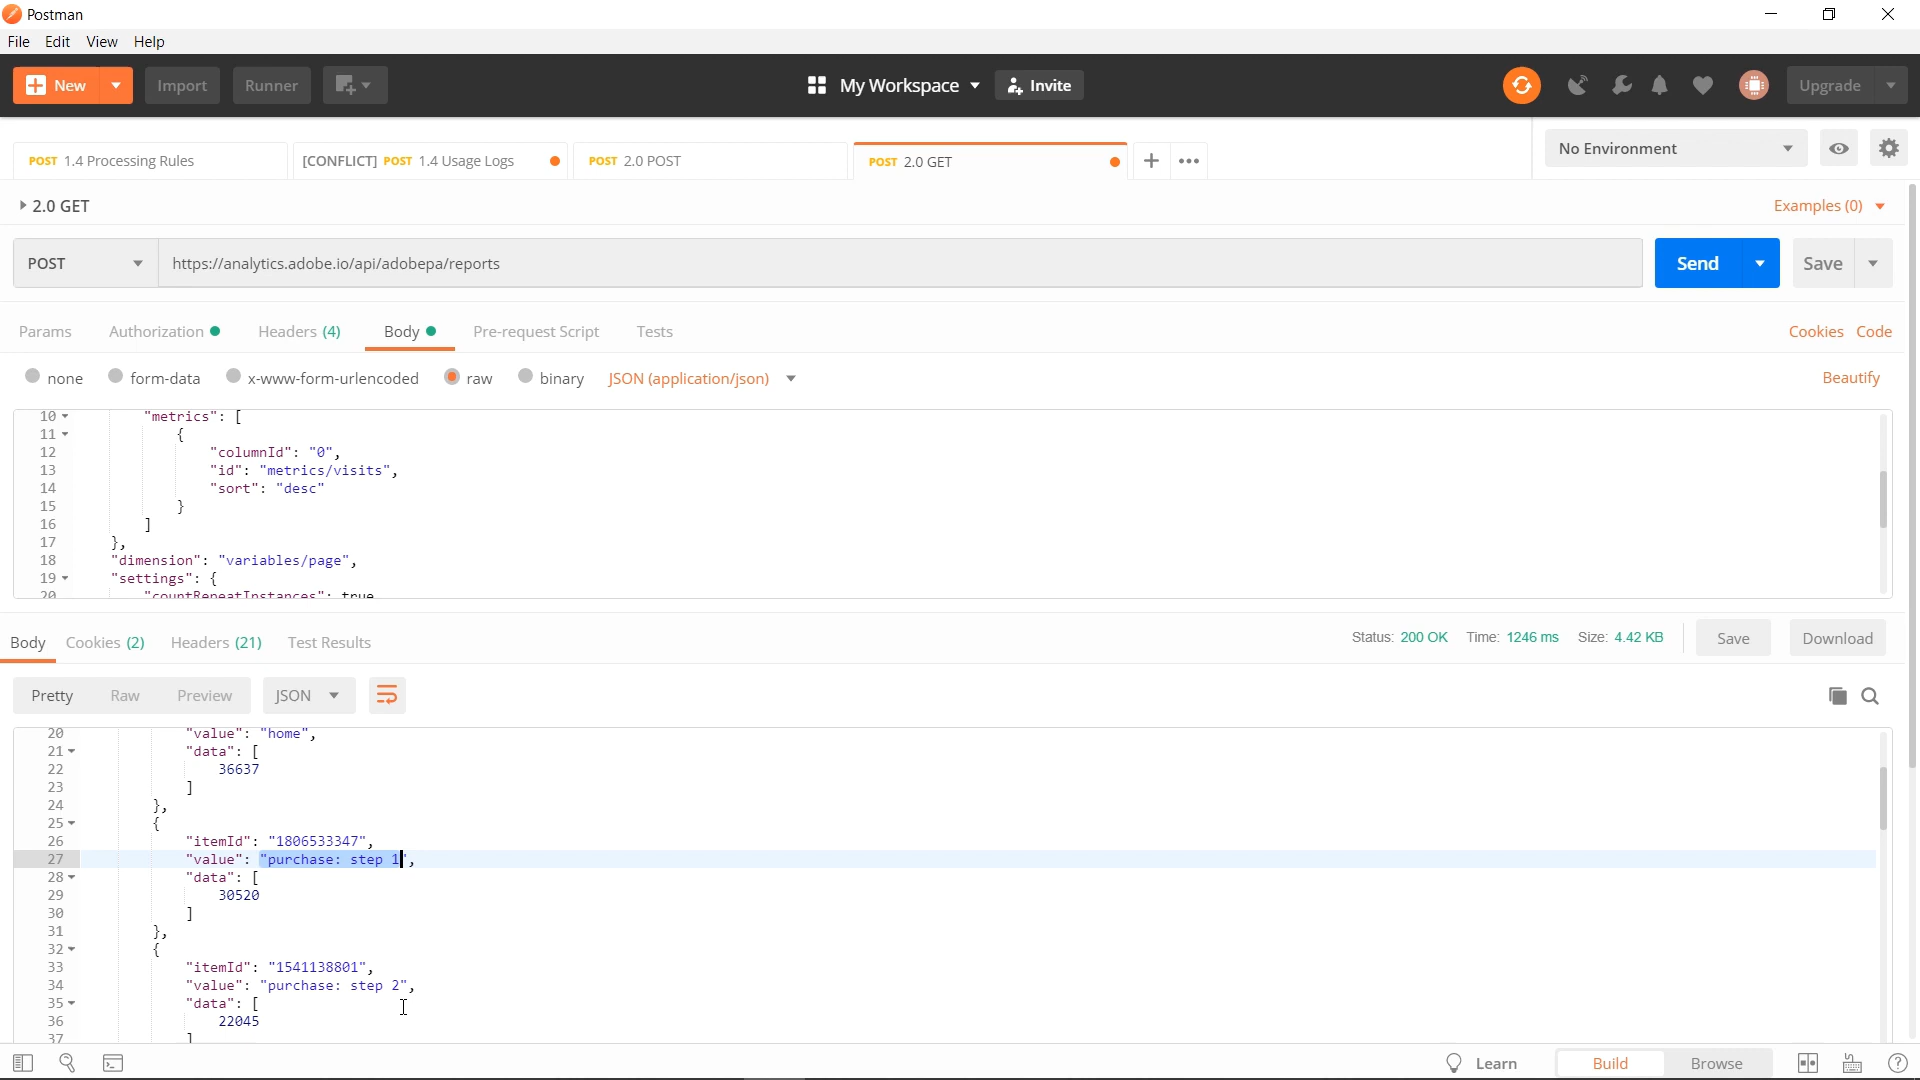 Postman
File Edit View Help
New Import Runner My Workspace Invite Upgrade
POST 1.4 Processing Rules [CONFLICT] POST 1.4 Usage Logs POST 2.0 POST POST 2.0 GET No Environment
2.0 GET Examples (0)
POST https://analytics.adobe.io/api/adobepa/reports Send Save
Params Authorization Headers (4) Body Pre-request Script Tests Cookies Code
none form-data x-www-form-urlencoded raw binary JSON (application/json) Beautify
10 "metrics": [
11 {
12 "columnId": "0",
13 "id": "metrics/visits",
14 "sort": "desc"
15 }
16 ]
17 },
18 "dimension": "variables/page",
19 "settings": {
20 "countRepeatInstances": true
Body Cookies (2) Headers (21) Test Results Status: 200 OK Time: 1246 ms Size: 4.42 KB Save Download
Pretty Raw Preview JSON
20 "value": "home",
21 "data": [
22 36637
23 ]
24 },
25 {
26 "itemId": "1806533347",
27 "value": "purchase: step 1",
28 "data": [
29 30520
30 ]
31 },
32 {
33 "itemId": "1541138801",
34 "value": "purchase: step 2",
35 "data": [
36 22045
37 ]
Learn Build Browse